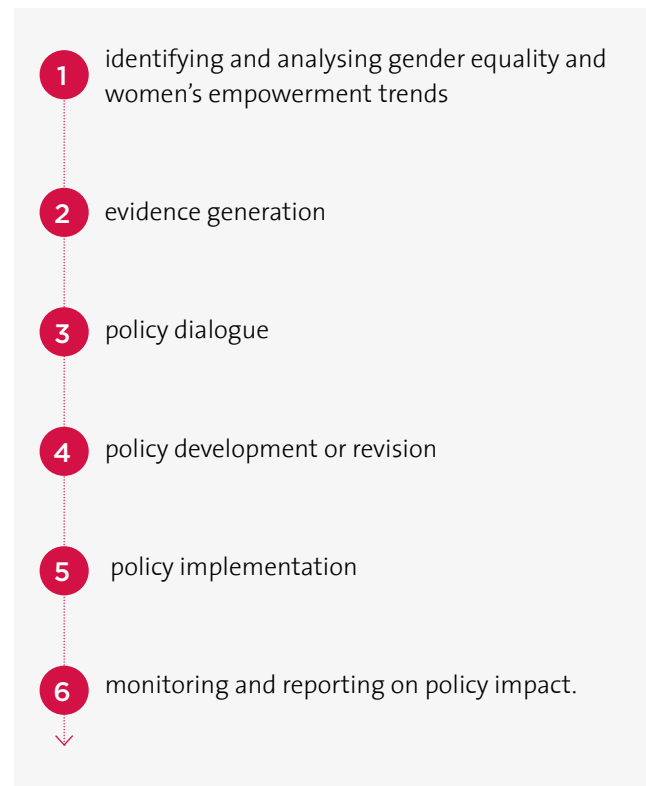 1
identifying and analysing gender equality and
women’s empowerment trends
2
evidence generation
3
policy dialogue
4
policy development or revision
5
policy implementation
6
monitoring and reporting on policy impact.